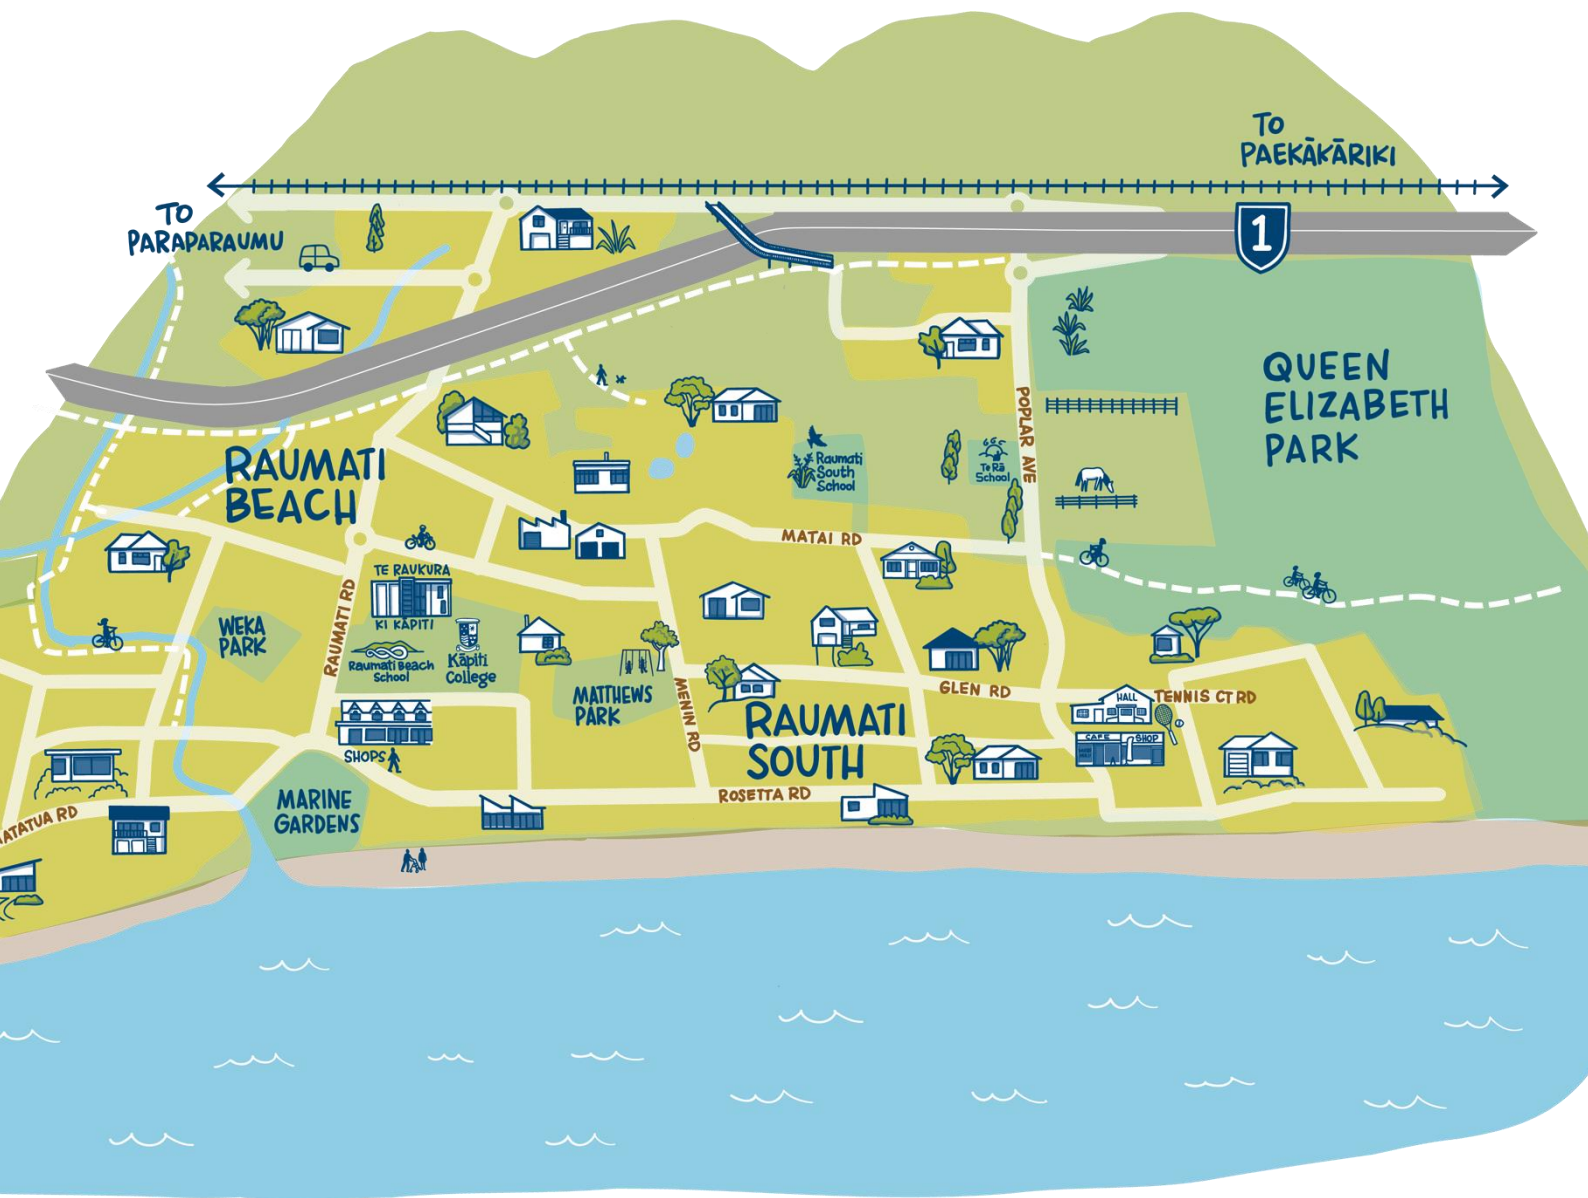 TO
PAEKĀKĀRIKI
TO
PARAPARAUMU
1
QUEEN
ELIZABETH
PARK
POPLAR AVE
RAUMATI
BEACH
Raumati
South
School
Te Rā
School
MATAI RD
TE RAUKURA
KI KĀPITI
RAUMATI RD
WEKA
PARK
Raumati Beach
School
Kāpiti
College
MATTHEWS
PARK
MENIN RD
GLEN RD
HALL
TENNIS CT RD
RAUMATI
SOUTH
CAFE
SHOP
SHOPS
MARINE
GARDENS
ROSETTA RD
ATATUA RD